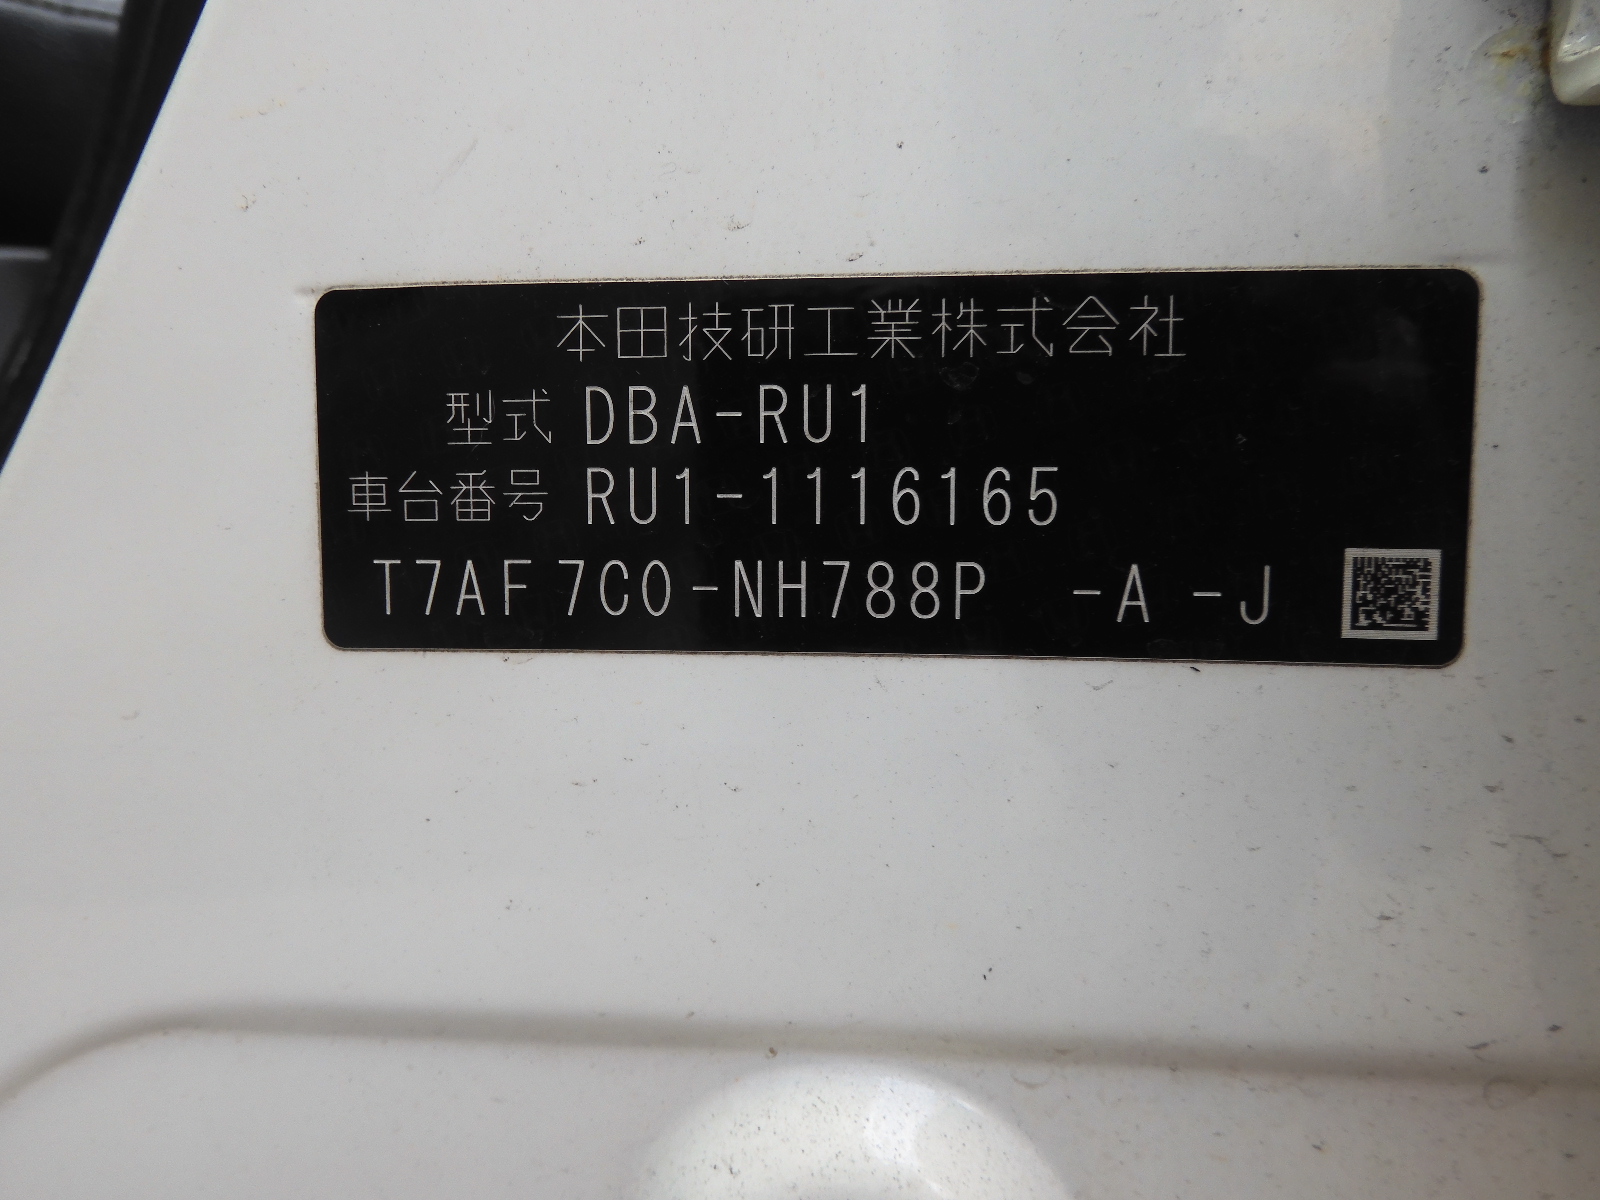 本田技研工業株式会社
型式 DBA-RU1
車台番号 RU1-1116165
T7AF 7C0-NH788P -A -J